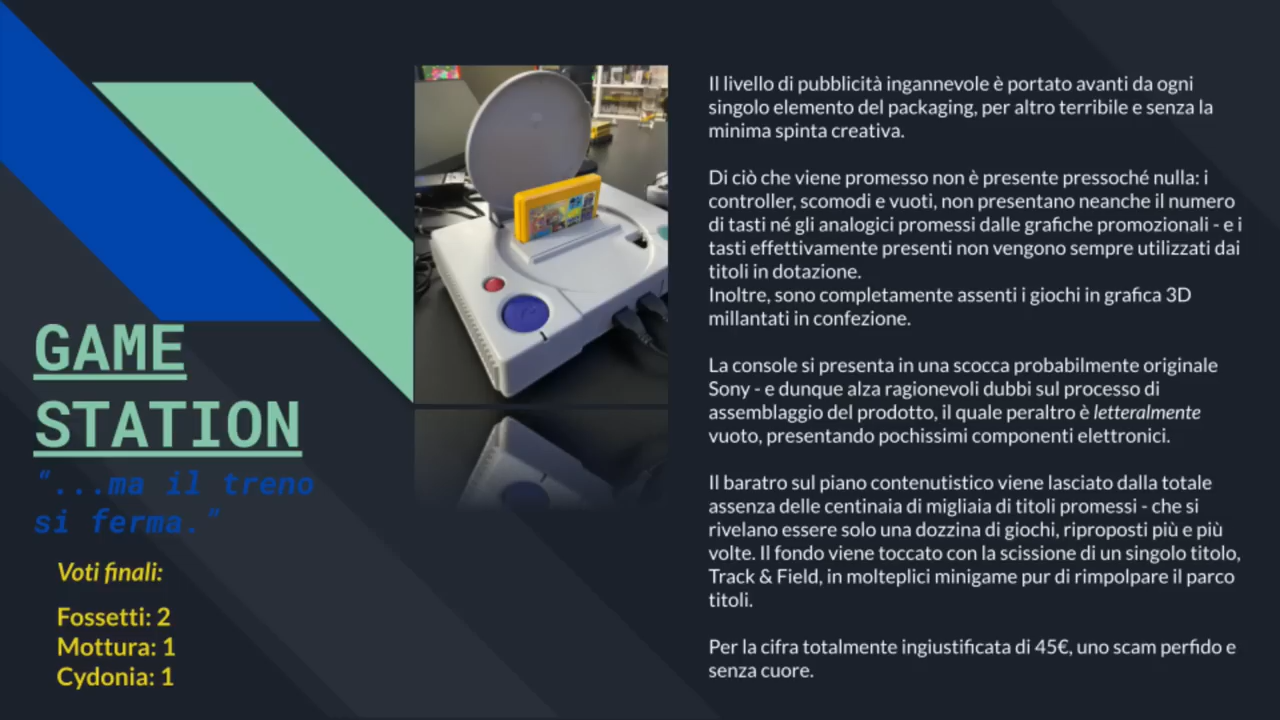 GAME
STATION
"...ma il treno
si ferma."
Voti finali:
Fossetti: 2
Mottura: 1
Cydonia: 1
Il livello di pubblicità ingannevole è portato avanti da ogni
singolo elemento del packaging, per altro terribile e senza la
minima spinta creativa.
Di ciò che viene promesso non è presente pressoché nulla: i
controller, scomodi e vuoti, non presentano neanche il numero
di tasti né gli analogici promessi dalle grafiche promozionali - e i
tasti effettivamente presenti non vengono sempre utilizzati dai
titoli in dotazione.
Inoltre, sono completamente assenti i giochi in grafica 3D
millantati in confezione.
La console si presenta in una scocca probabilmente originale
Sony - e dunque alza ragionevoli dubbi sul processo di
assemblaggio del prodotto, il quale peraltro è letteralmente
vuoto, presentando pochissimi componenti elettronici.
Il baratro sul piano contenutistico viene lasciato dalla totale
assenza delle centinaia di migliaia di titoli promessi - che si
rivelano essere solo una dozzina di giochi, riproposti più e più
volte. Il fondo viene toccato con la scissione di un singolo titolo,
Track & Field, in molteplici minigame pur di rimpolpare il parco
titoli.
Per la cifra totalmente ingiustificata di 45€, uno scam perfido e
senza cuore.